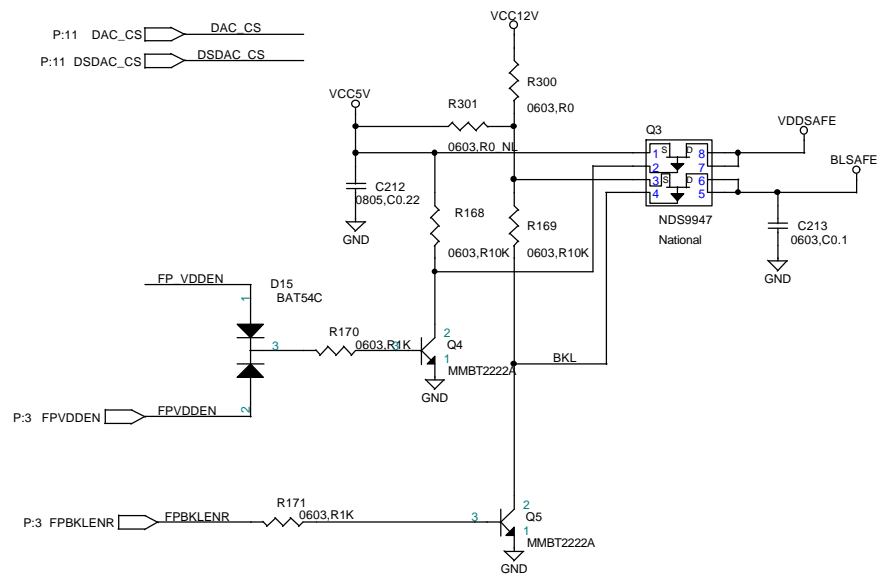 P:11 DAC_CS DAC_CS
P:11 DSDAC_CS DSDAC_CS
VCC12V
R300
0603,R0
VCC5V
R301
0603,R0_NL
C212
0805,C0.22
GND
Q3
1 S D 8
2 7
3 S D 6
4 5
NDS9947
National
VDDSAFE
BLSAFE
C213
0603,C0.1
GND
R168
0603,R10K
R169
0603,R10K
FP_VDDEN
D15
BAT54C
1
3
2
R170
0603,R1K
3
2
Q4
1
MMBT2222A
GND
BKL
P:3 FPVDDEN FPVDDEN
R171
0603,R1K
P:3 FPBKLENR FPBKLENR
3
2
Q5
1
MMBT2222A
GND